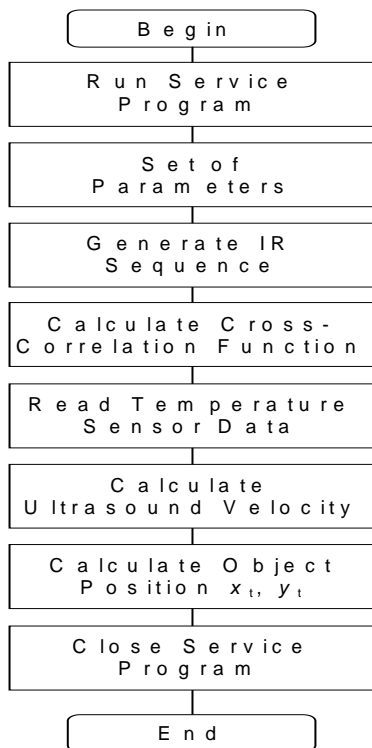 Begin
Run Service
Program
Set of
Parameters
Generate IR
Sequence
Calculate Cross-
Correlation Function
Read Temperature
Sensor Data
Calculate
Ultrasound Velocity
Calculate Object
Position xₜ, yₜ
Close Service
Program
End